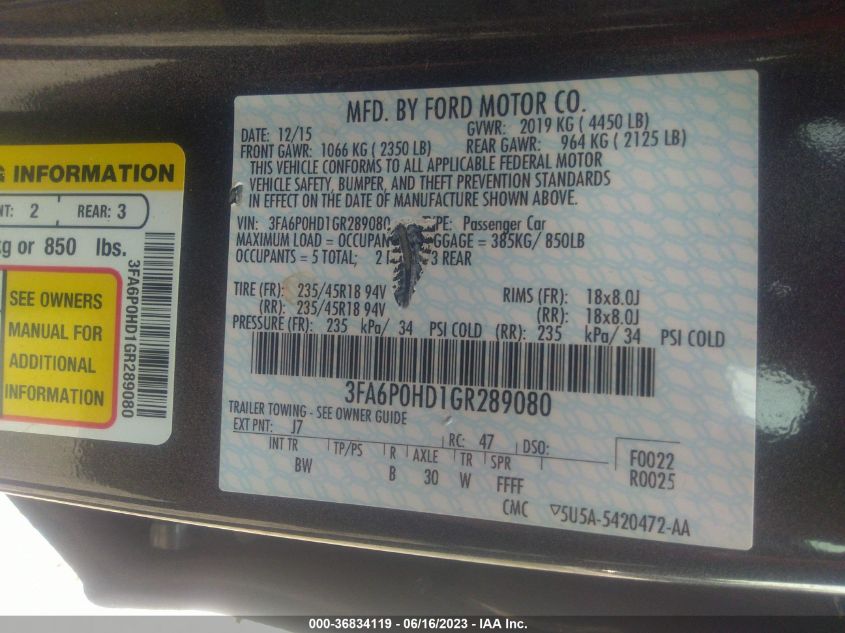 G INFORMATION
NT: 2 REAR: 3
kg or 850 lbs.
SEE OWNERS
MANUAL FOR
ADDITIONAL
INFORMATION
3FA6P0HD1GR289080
MFD. BY FORD MOTOR CO.
DATE: 12/15 GVWR: 2019 KG ( 4450 LB)
FRONT GAWR: 1066 KG ( 2350 LB) REAR GAWR: 964 KG ( 2125 LB)
THIS VEHICLE CONFORMS TO ALL APPLICABLE FEDERAL MOTOR
VEHICLE SAFETY, BUMPER, AND THEFT PREVENTION STANDARDS
IN EFFECT ON THE DATE OF MANUFACTURE SHOWN ABOVE.
VIN: 3FA6P0HD1GR289080 PE: Passenger Car
MAXIMUM LOAD = OCCUPAN GGAGE = 385KG/ 850LB
OCCUPANTS = 5 TOTAL; 2 3 REAR
TIRE (FR): 235/45R18 94V RIMS (FR): 18x8.0J
(RR): 235/45R18 94V (RR): 18x8.0J
PRESSURE (FR): 235 kPa/ 34 PSI COLD (RR): 235 kPa/ 34 PSI COLD
3FA6P0HD1GR289080
TRAILER TOWING - SEE OWNER GUIDE
EXT PNT: J7 RC: 47 DSO:
INT TR TP/PS R AXLE TR SPR F0022
BW B 30 W FFFF R0025
CMC ▽5U5A-5420472-AA
000-36834119 - 06/16/2023 - IAA Inc.